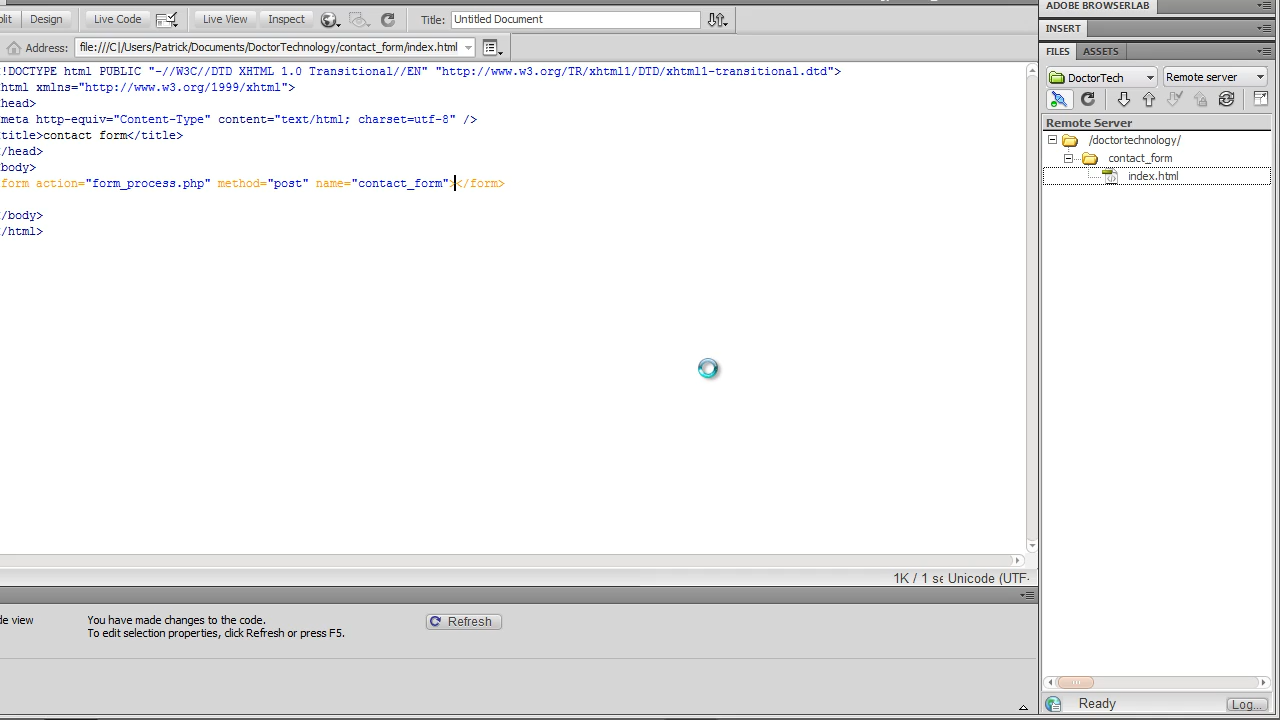 ADOBE BROWSERLAB
plit Design Live Code Live View Inspect Title: Untitled Document
INSERT
Address: file:///C|/Users/Patrick/Documents/DoctorTechnology/contact_form/index.html
FILES ASSETS
!DOCTYPE html PUBLIC "-//W3C//DTD XHTML 1.0 Transitional//EN" "http://www.w3.org/TR/xhtml1/DTD/xhtml1-transitional.dtd">
DoctorTech Remote server
html xmlns="http://www.w3.org/1999/xhtml">
head>
meta http-equiv="Content-Type" content="text/html; charset=utf-8" />
Remote Server
title>contact form</title>
/doctortechnology/
/head>
contact_form
body>
index.html
form action="form_process.php" method="post" name="contact_form"></form>
/body>
/html>
1K / 1 se Unicode (UTF-
de view You have made changes to the code. Refresh
To edit selection properties, click Refresh or press F5.
Ready Log...